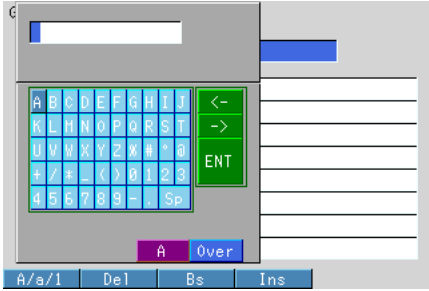 G
A B C D E F G H I J <-
K L M N O P Q R S T ->
U V W X Y Z % # ° @ ENT
+ / * _ ( ) 0 1 2 3
4 5 6 7 8 9 - . Sp
A Over
A/a/1 Del Bs Ins